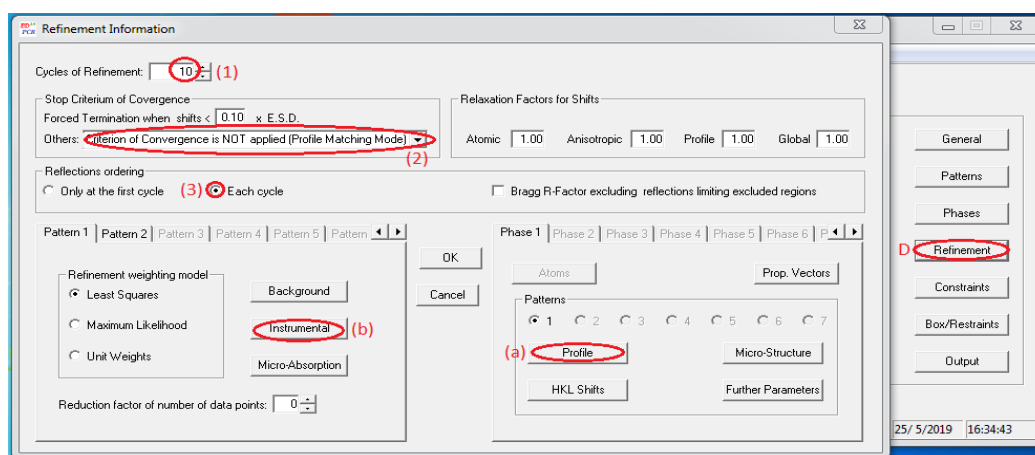 ED PCR Refinement Information
Cycles of Refinement: 10 (1)
Stop Criterium of Covergence
Forced Termination when shifts < 0.10 x E.S.D.
Others: Criterion of Convergence is NOT applied (Profile Matching Mode)
(2)
Relaxation Factors for Shifts
Atomic 1.00 Anisotropic 1.00 Profile 1.00 Global 1.00
Reflections ordering
Only at the first cycle (3) Each cycle
Bragg R-Factor excluding reflections limiting excluded regions
Pattern 1 Pattern 2 Pattern 3 Pattern 4 Pattern 5 Pattern
Refinement weighting model
Least Squares
Maximum Likelihood
Unit Weights
Background
Instrumental (b)
Micro-Absorption
Reduction factor of number of data points: 0
OK
Cancel
Phase 1 Phase 2 Phase 3 Phase 4 Phase 5 Phase 6 P
Atoms Prop. Vectors
Patterns
1 2 3 4 5 6 7
(a) Profile Micro-Structure
HKL Shifts Further Parameters
General
Patterns
Phases
D Refinement
Constraints
Box/Restraints
Output
25/ 5/2019 16:34:43